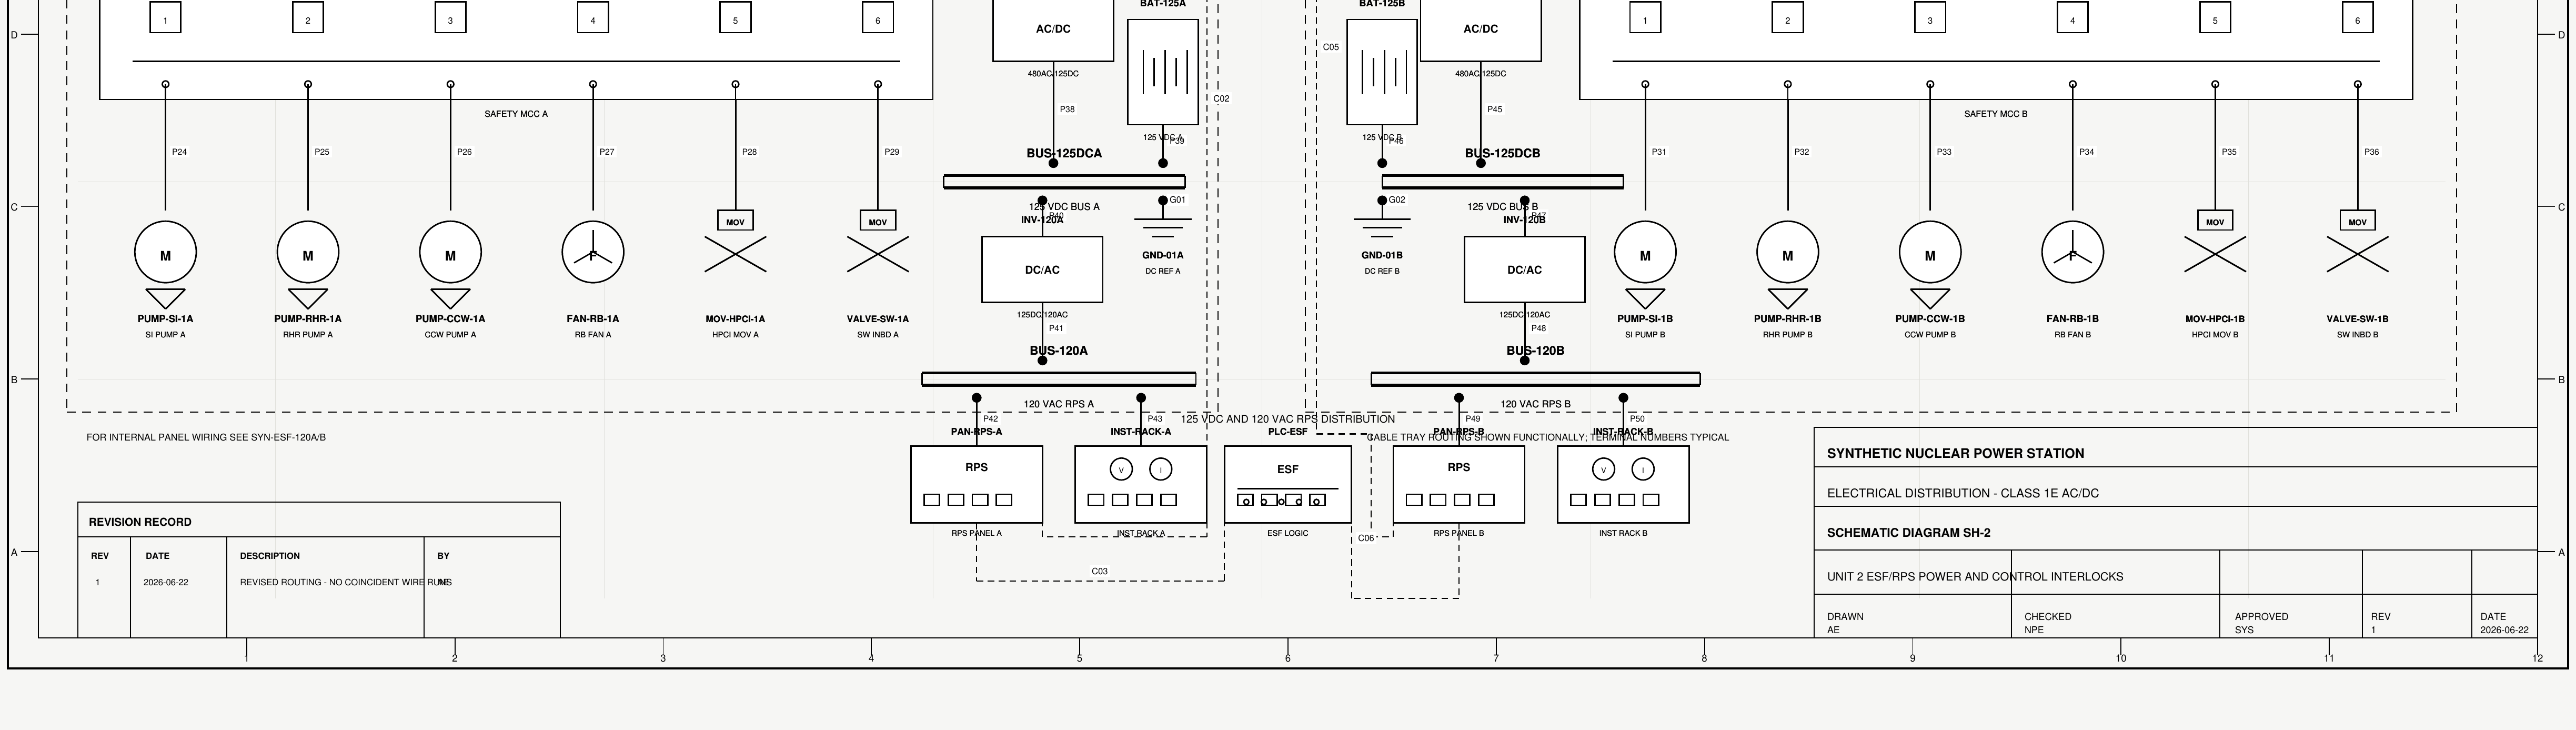 BAT-125A
BAT-125B
D
1
2
3
4
5
6
AC/DC
AC/DC
1
2
3
4
5
6
D
C05
480AC/125DC
480AC/125DC
C02
P38
P45
SAFETY MCC A
SAFETY MCC B
125 VDC A
P39
125 VDC B
P46
P24
P25
P26
P27
P28
P29
BUS-125DCA
BUS-125DCB
P31
P32
P33
P34
P35
P36
C
125 VDC BUS A
G01
G02
125 VDC BUS B
C
P40
INV-120A
P47
INV-120B
MOV
MOV
MOV
MOV
M
M
M
F
GND-01A
GND-01B
M
M
M
F
DC/AC
DC REF A
DC REF B
DC/AC
125DC/120AC
125DC/120AC
PUMP-SI-1A
PUMP-RHR-1A
PUMP-CCW-1A
FAN-RB-1A
MOV-HPCI-1A
VALVE-SW-1A
P41
P48
PUMP-SI-1B
PUMP-RHR-1B
PUMP-CCW-1B
FAN-RB-1B
MOV-HPCI-1B
VALVE-SW-1B
SI PUMP A
RHR PUMP A
CCW PUMP A
RB FAN A
HPCI MOV A
SW INBD A
SI PUMP B
RHR PUMP B
CCW PUMP B
RB FAN B
HPCI MOV B
SW INBD B
BUS-120A
BUS-120B
B
B
120 VAC RPS A
120 VAC RPS B
P42
P43
125 VDC AND 120 VAC RPS DISTRIBUTION
P49
P50
PAN-RPS-A
INST-RACK-A
PLC-ESF
PAN-RPS-B
INST-RACK-B
FOR INTERNAL PANEL WIRING SEE SYN-ESF-120A/B
CABLE TRAY ROUTING SHOWN FUNCTIONALLY; TERMINAL NUMBERS TYPICAL
RPS
V
I
ESF
RPS
V
I
RPS PANEL A
INST RACK A
ESF LOGIC
C06
RPS PANEL B
INST RACK B
C03
REVISION RECORD
REV
DATE
DESCRIPTION
BY
1
2026-06-22
REVISED ROUTING - NO COINCIDENT WIRE RUNS
AE
SYNTHETIC NUCLEAR POWER STATION
ELECTRICAL DISTRIBUTION - CLASS 1E AC/DC
SCHEMATIC DIAGRAM SH-2
UNIT 2 ESF/RPS POWER AND CONTROL INTERLOCKS
DRAWN
CHECKED
APPROVED
REV
DATE
AE
NPE
SYS
1
2026-06-22
A
A
1
2
3
4
5
6
7
8
9
10
11
12